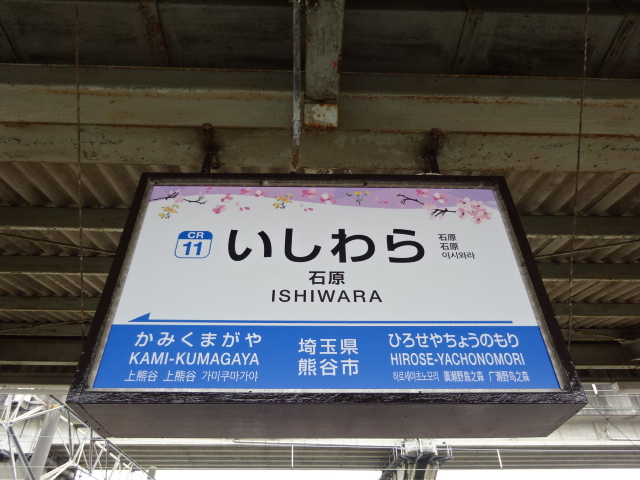 CR
11
いしわら
石原
石原
이시와라
石原
ISHIWARA
かみくまがや
KAMI-KUMAGAYA
上熊谷 上熊谷 가미쿠마가야
埼玉県
熊谷市
ひろせやちょうのもり
HIROSE-YACHONOMORI
히로세야초노모리 廣瀨野鳥之森 广濑野鸟之森